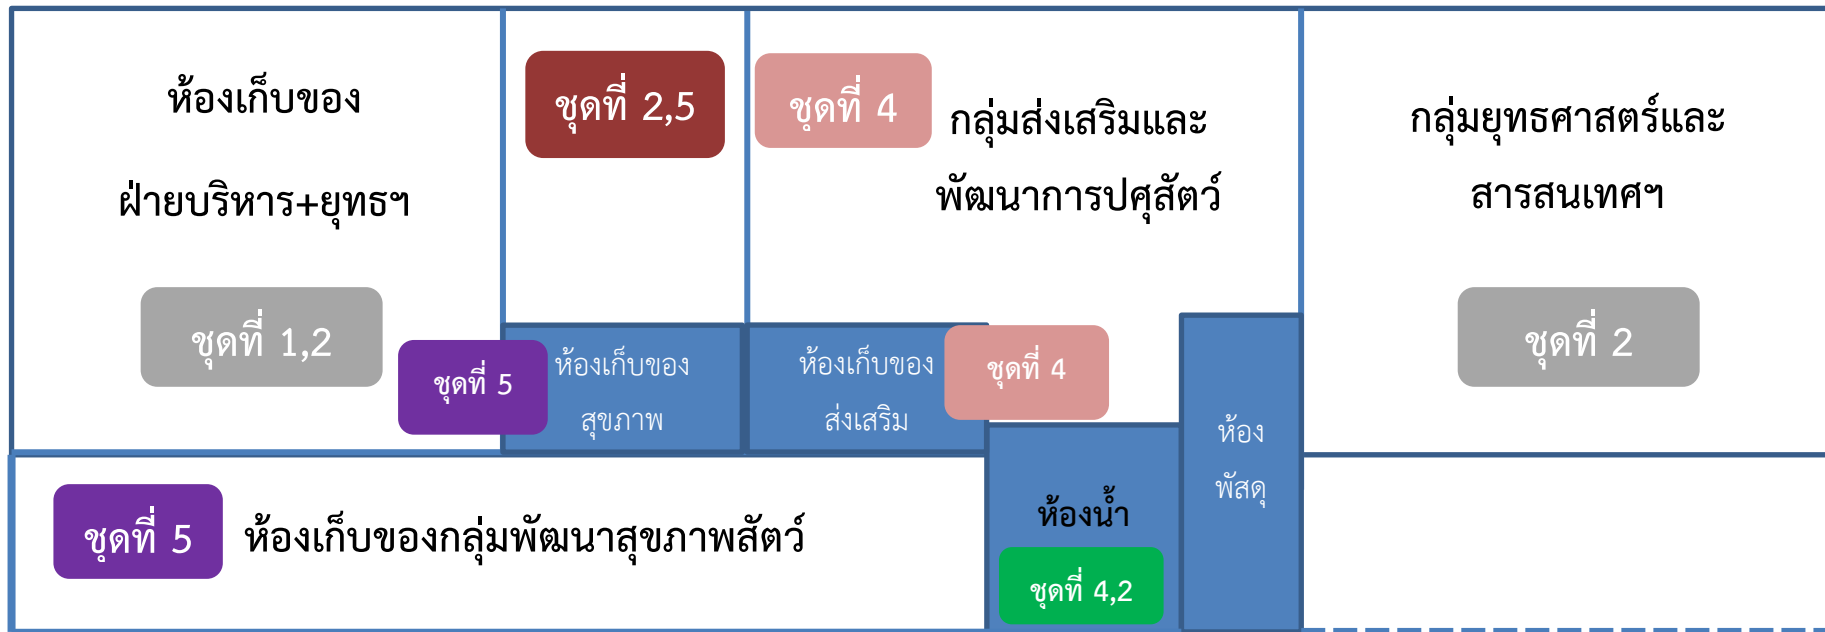 ห้องเก็บของ
ฝ่ายบริหาร+ยุทธฯ
ชุดที่ 1,2
ชุดที่ 2,5
ชุดที่ 4
กลุ่มส่งเสริมและ
พัฒนาการปศุสัตว์
กลุ่มยุทธศาสตร์และ
สารสนเทศฯ
ชุดที่ 2
ชุดที่ 5
ห้องเก็บของ
สุขภาพ
ห้องเก็บของ
ส่งเสริม
ชุดที่ 4
ห้อง
พัสดุ
ชุดที่ 5
ห้องเก็บของกลุ่มพัฒนาสุขภาพสัตว์
ห้องน้ำ
ชุดที่ 4,2